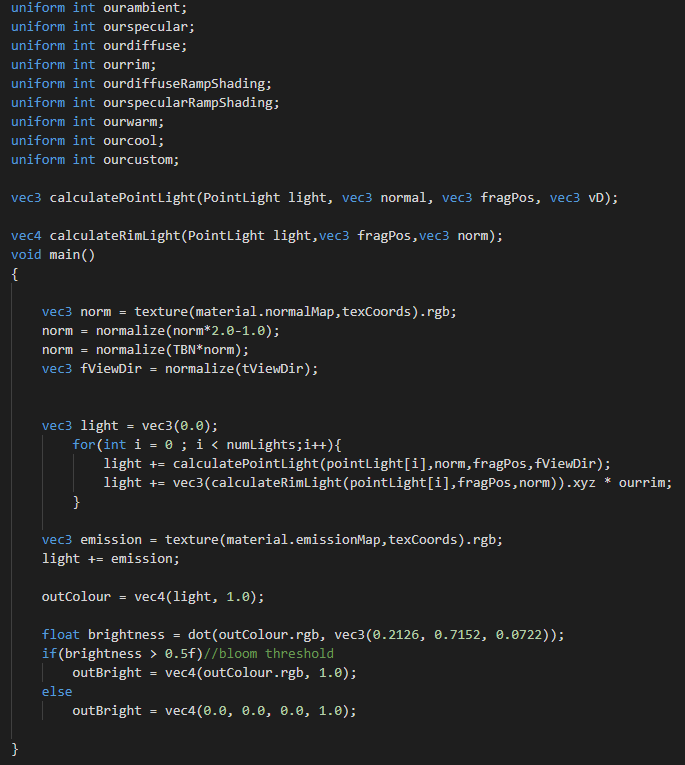 uniform int ourambient;
uniform int ourspecular;
uniform int ourdiffuse;
uniform int ourrim;
uniform int ourdiffuseRampShading;
uniform int ourspecularRampShading;
uniform int ourwarm;
uniform int ourcool;
uniform int ourcustom;
vec3 calculatePointLight(PointLight light, vec3 normal, vec3 fragPos, vec3 vD);
vec4 calculateRimLight(PointLight light,vec3 fragPos,vec3 norm);
void main()
{
vec3 norm = texture(material.normalMap,texCoords).rgb;
norm = normalize(norm*2.0-1.0);
norm = normalize(TBN*norm);
vec3 fViewDir = normalize(tViewDir);
vec3 light = vec3(0.0);
for(int i = 0 ; i < numLights;i++){
light += calculatePointLight(pointLight[i],norm,fragPos,fViewDir);
light += vec3(calculateRimLight(pointLight[i],fragPos,norm)).xyz * ourrim;
}
vec3 emission = texture(material.emissionMap,texCoords).rgb;
light += emission;
outColour = vec4(light, 1.0);
float brightness = dot(outColour.rgb, vec3(0.2126, 0.7152, 0.0722));
if(brightness > 0.5f)//bloom threshold
outBright = vec4(outColour.rgb, 1.0);
else
outBright = vec4(0.0, 0.0, 0.0, 1.0);
}